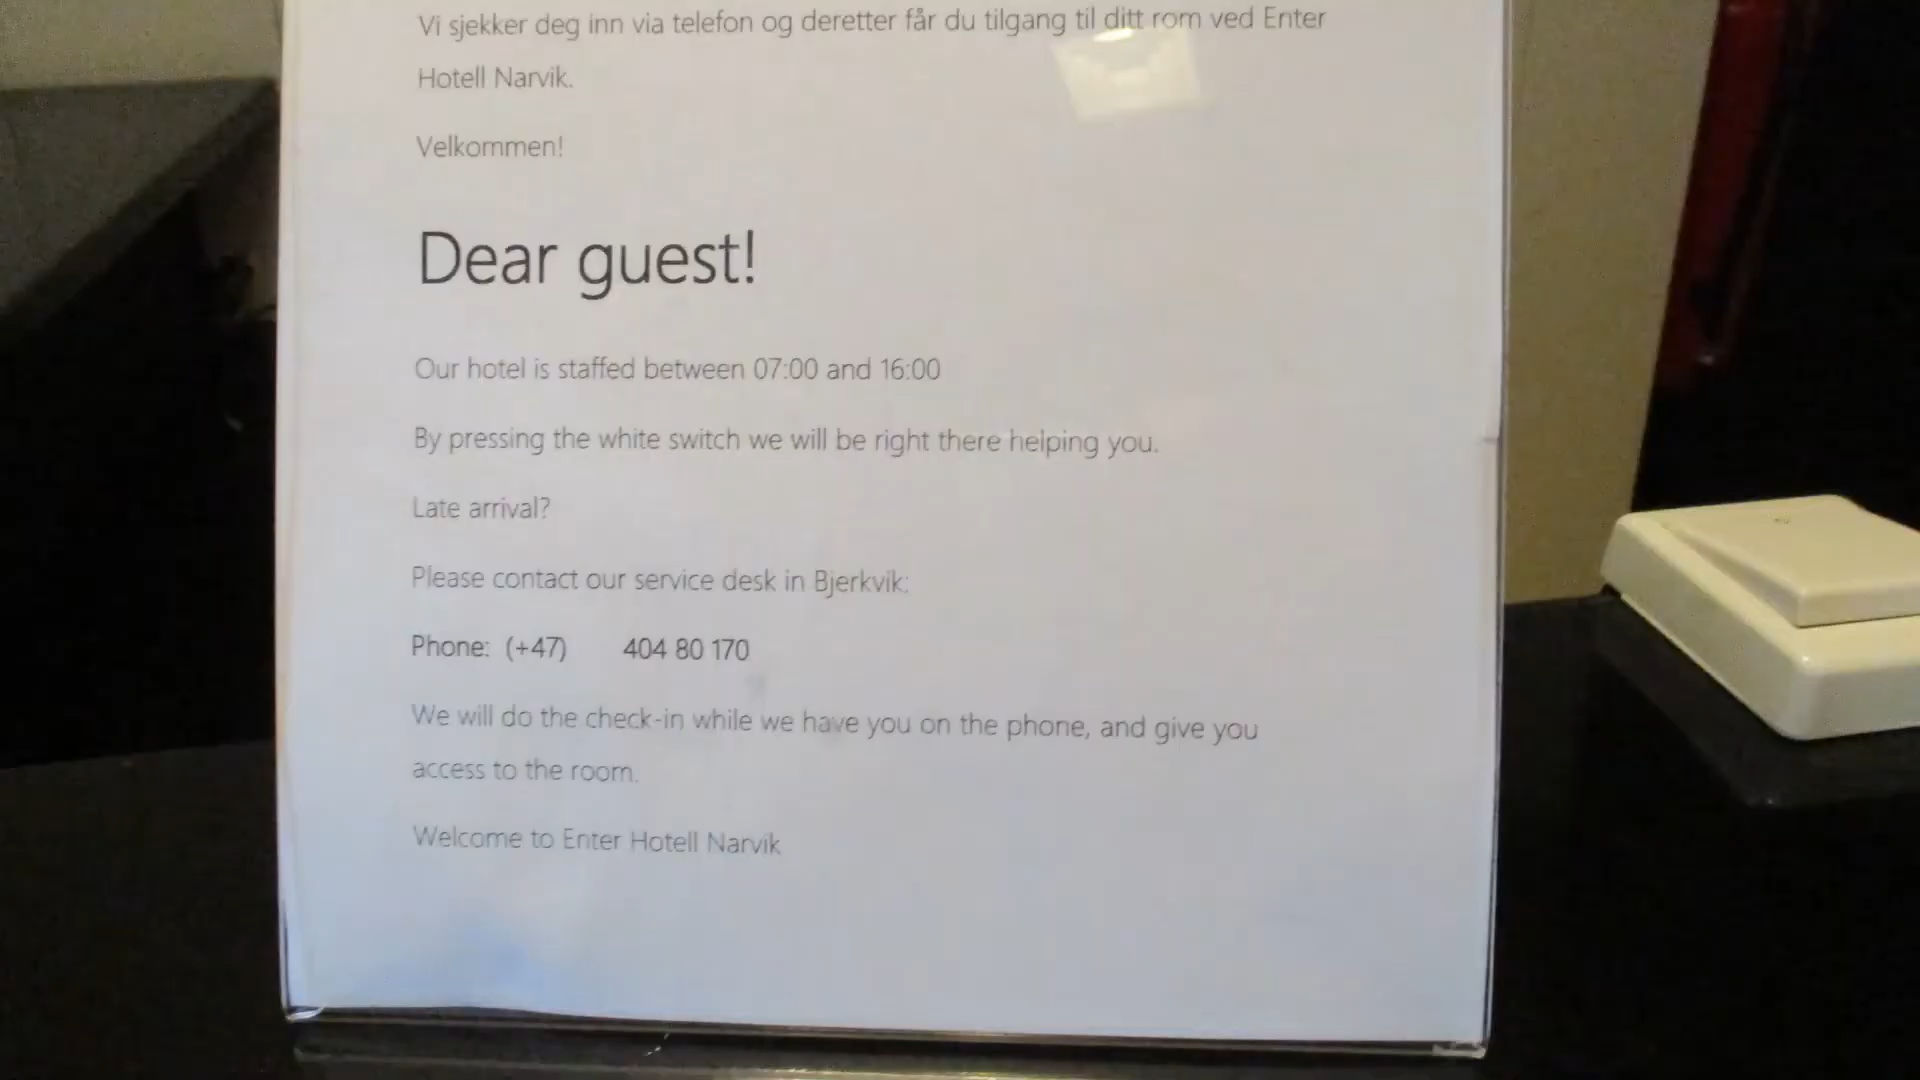 Vi sjekker deg inn via telefon og deretter får du tilgang til ditt rom ved Enter
Hotell Narvik.
Velkommen!
Dear guest!
Our hotel is staffed between 07:00 and 16:00
By pressing the white switch we will be right there helping you.
Late arrival?
Please contact our service desk in Bjerkvik:
Phone: (+47) 404 80 170
We will do the check-in while we have you on the phone, and give you
access to the room.
Welcome to Enter Hotell Narvik